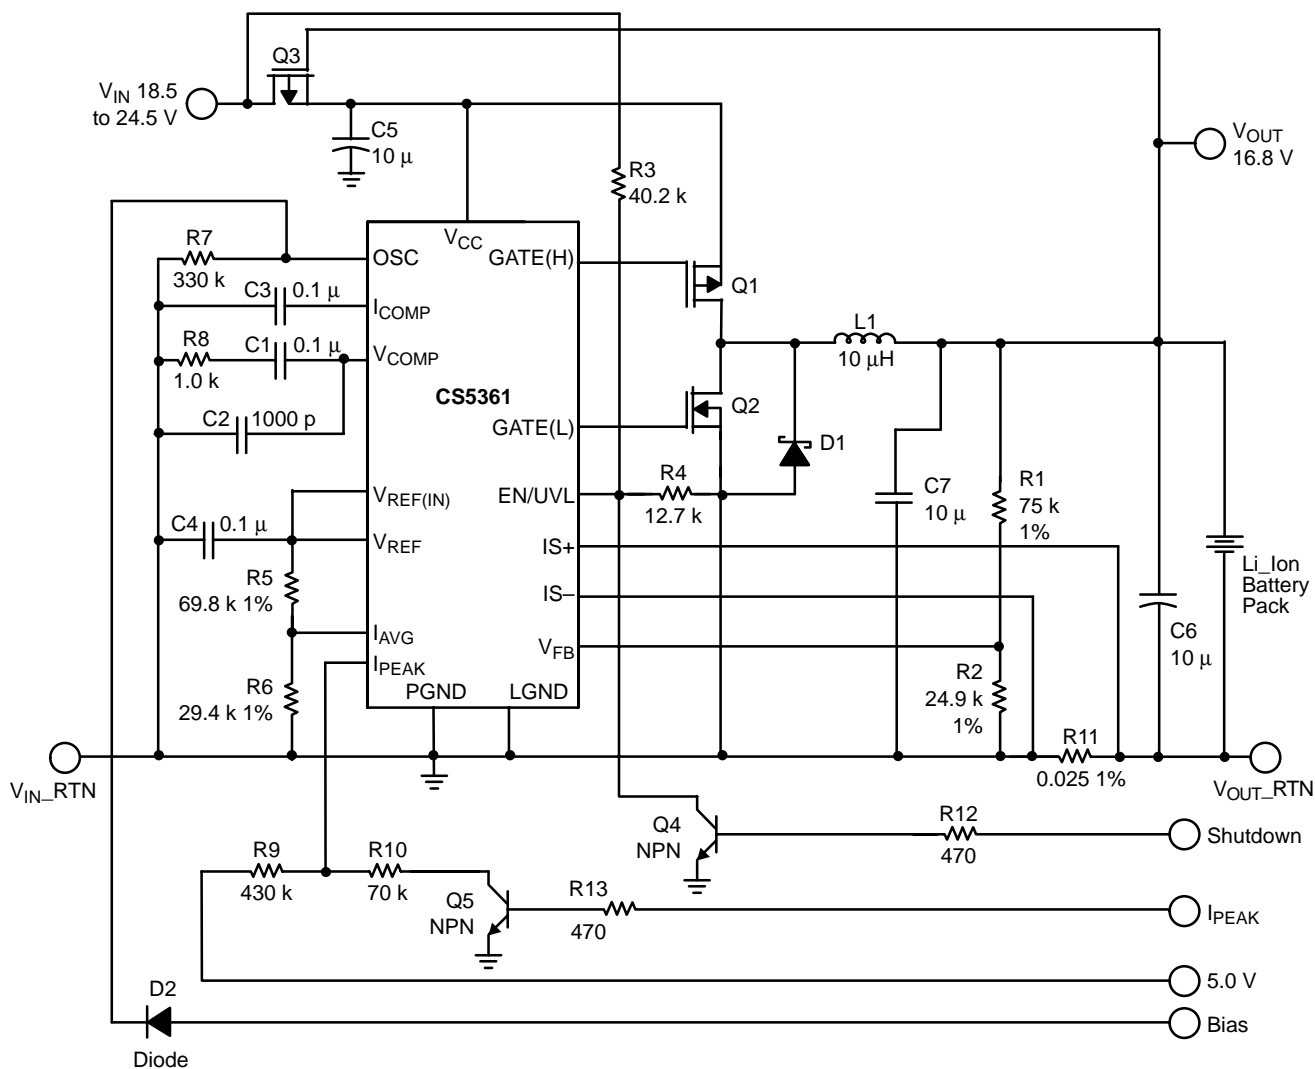 Q3
V_IN 18.5
to 24.5 V
C5
10 μ
R3
40.2 k
V_OUT
16.8 V
R7
330 k
OSC
V_CC
GATE(H)
Q1
C3
0.1 μ
I_COMP
R8
1.0 k
C1
0.1 μ
V_COMP
L1
10 μH
CS5361
Q2
C2
1000 p
GATE(L)
D1
R4
12.7 k
EN/UVL
V_REF(IN)
C4
0.1 μ
V_REF
C7
10 μ
R1
75 k
1%
IS+
Li_Ion
Battery
Pack
R5
69.8 k 1%
IS–
I_AVG
V_FB
C6
10 μ
I_PEAK
R6
29.4 k 1%
PGND
LGND
R2
24.9 k
1%
R11
0.025 1%
V_IN_RTN
V_OUT_RTN
Q4
NPN
R12
470
Shutdown
R9
430 k
R10
70 k
Q5
NPN
R13
470
I_PEAK
5.0 V
D2
Diode
Bias